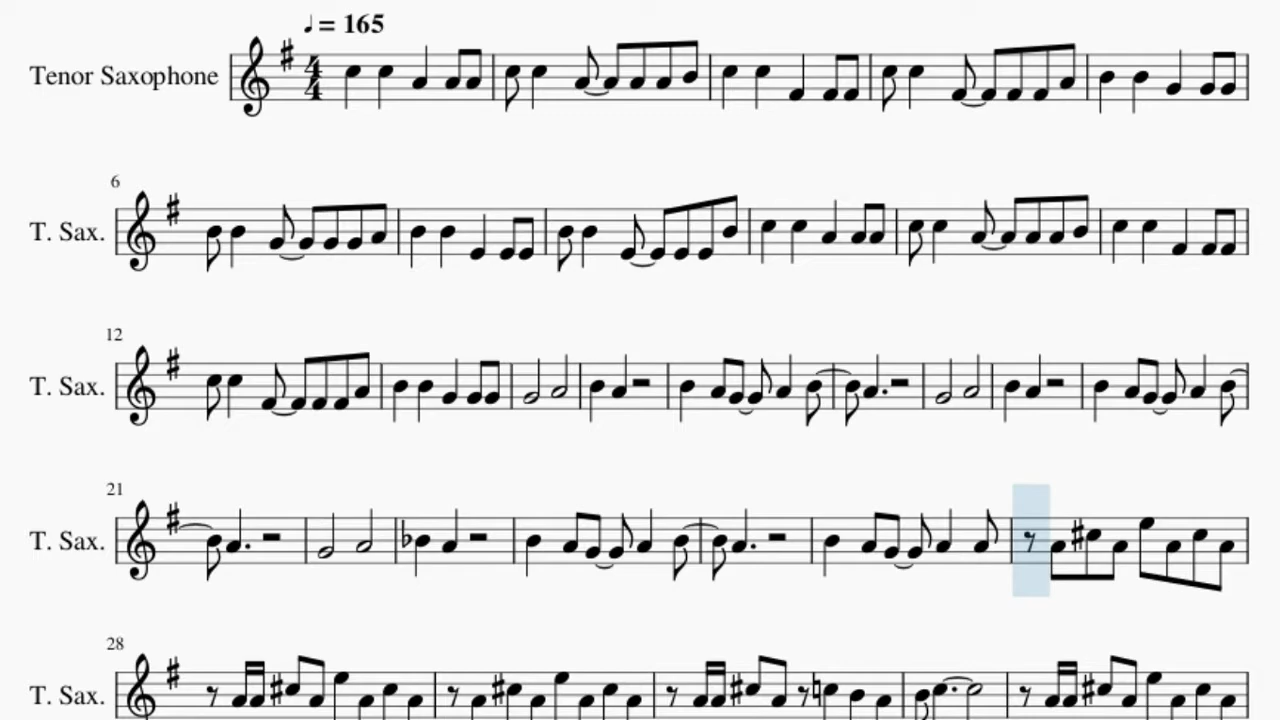 ♩ = 165
Tenor Saxophone
4
4
6
T. Sax.
12
T. Sax.
21
T. Sax.
28
T. Sax.